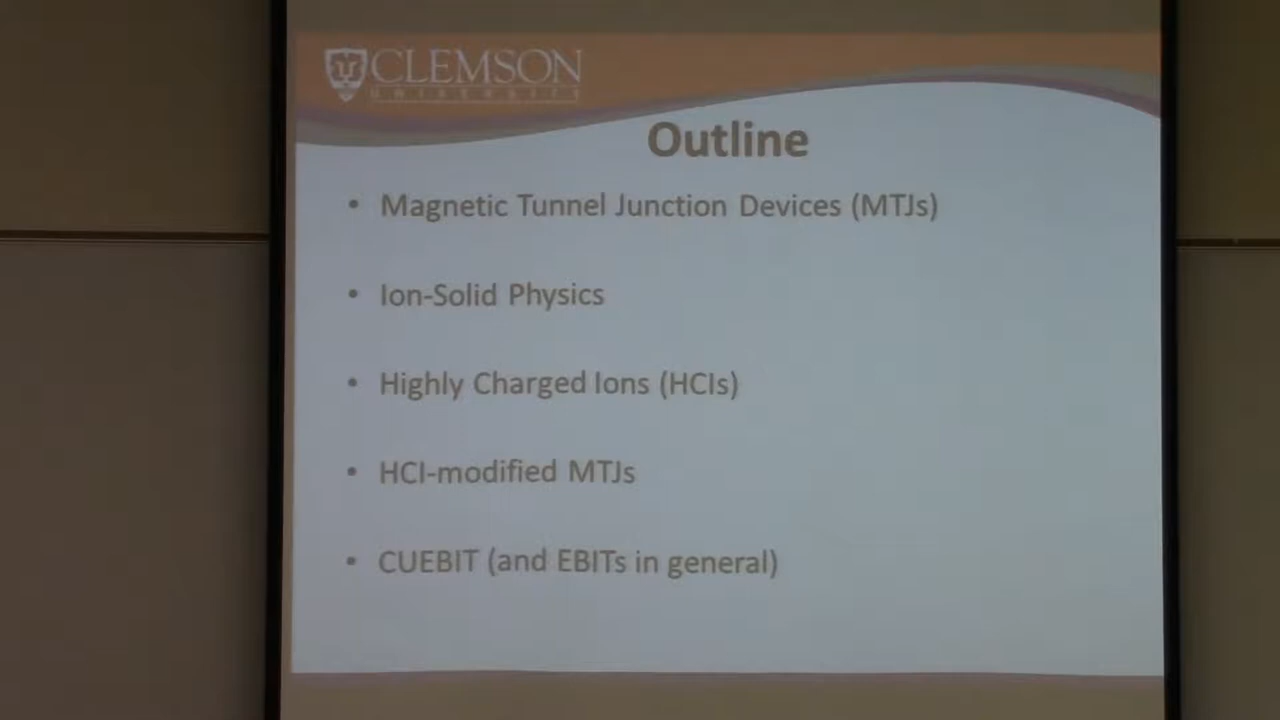 CLEMSON
UNIVERSITY
Outline
• Magnetic Tunnel Junction Devices (MTJs)
• Ion-Solid Physics
• Highly Charged Ions (HCIs)
• HCI-modified MTJs
• CUEBIT (and EBITs in general)